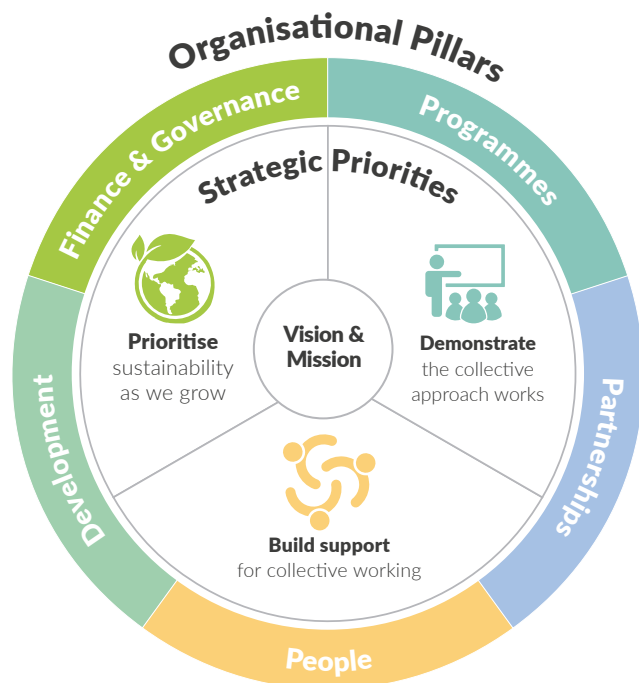 Organisational Pillars
Finance & Governance
Programmes
Strategic Priorities
Prioritise
sustainability
as we grow
Vision &
Mission
Demonstrate
the collective
approach works
Development
Partnerships
Build support
for collective working
People